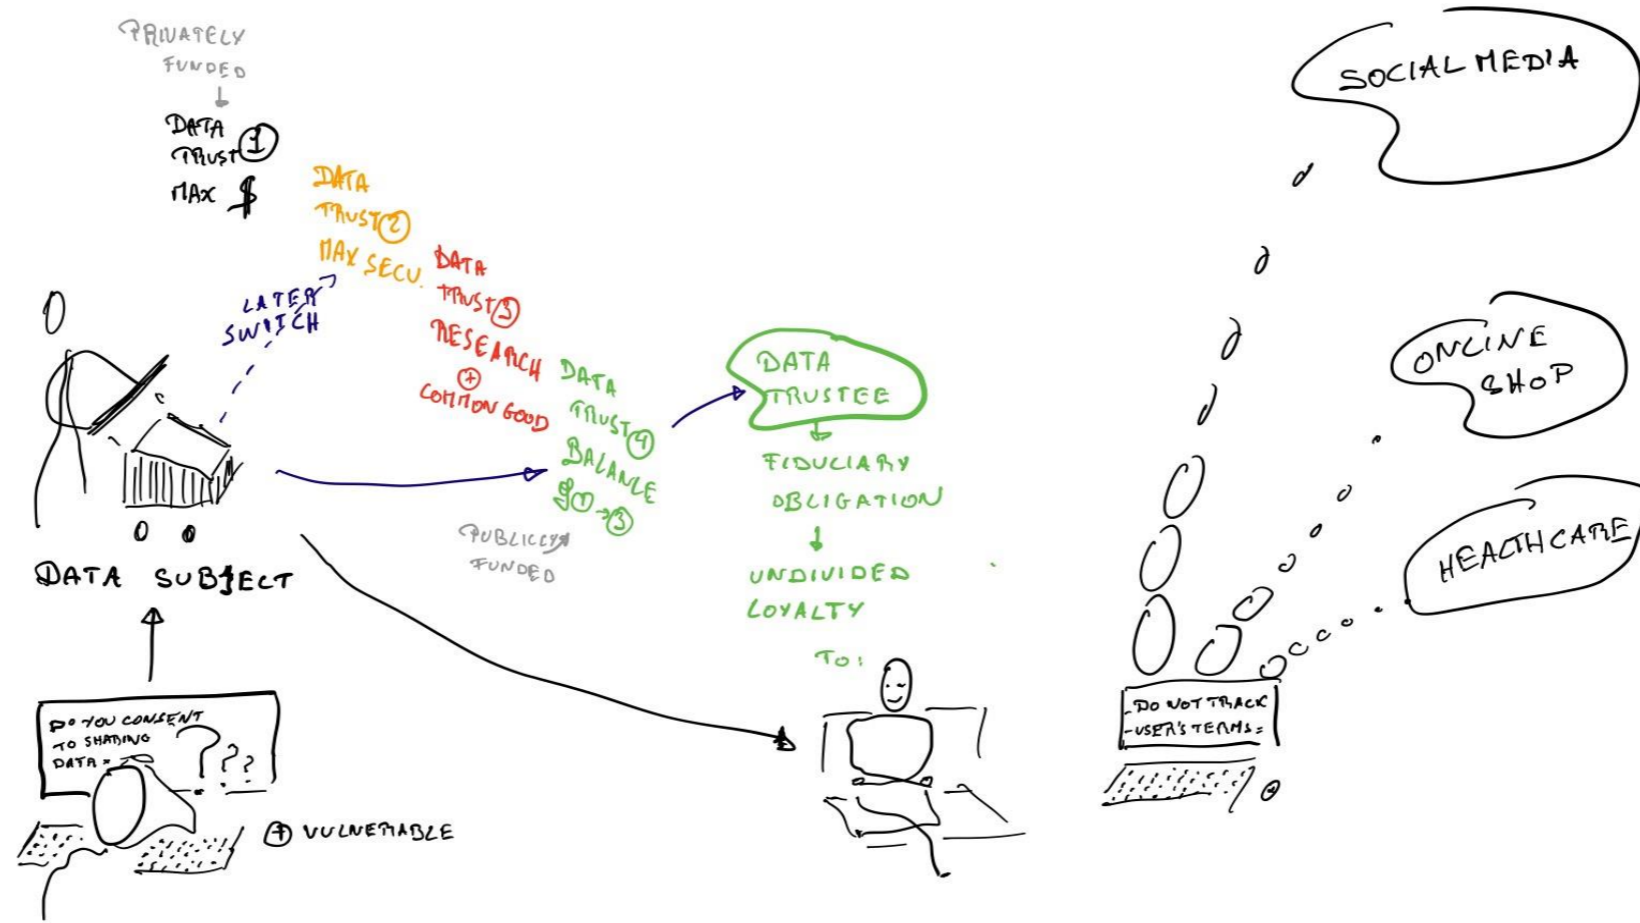 PRIVATELY
FUNDED
DATA
TRUST 1
MAX $
DATA
TRUST 2
MAX SECU.
DATA
TRUST 3
RESEARCH
+
COMMON GOOD
DATA
TRUST 4
BALANCE
1 → 3
LATER
SWITCH
PUBLICLY
FUNDED
DATA SUBJECT
DO YOU CONSENT
TO SHARING
DATA
? ? ?
+ VULNERABLE
DATA
TRUSTEE
FIDUCIARY
OBLIGATION
UNDIVIDED
LOYALTY
TO:
SOCIAL MEDIA
ONLINE
SHOP
HEALTHCARE
- DO NOT TRACK
- USER'S TERMS